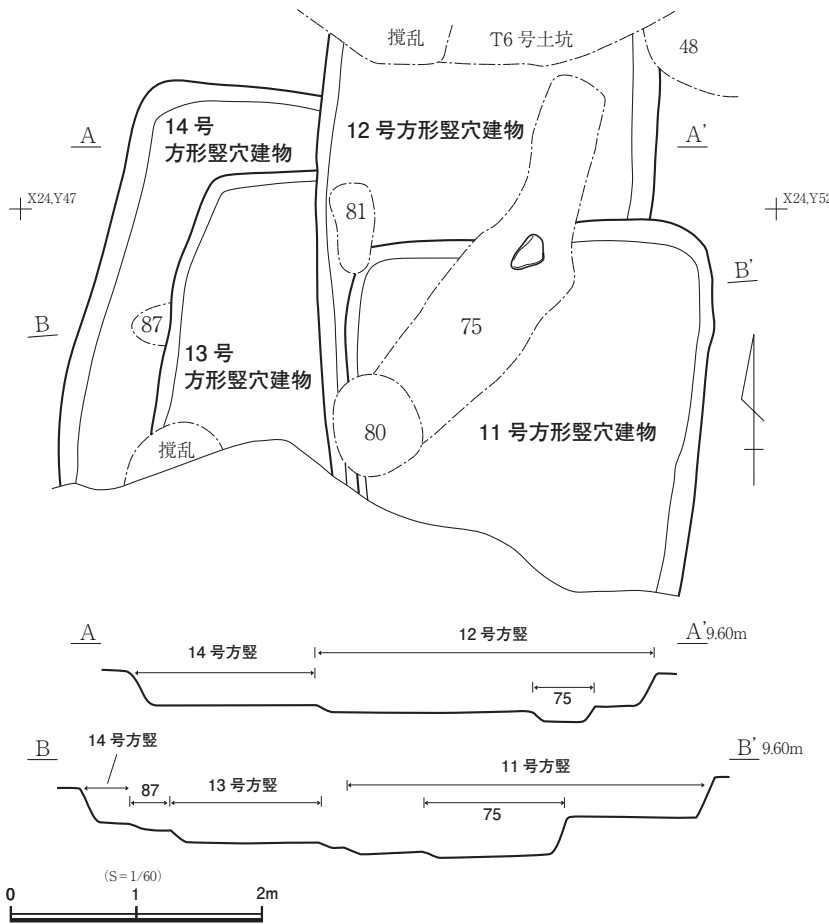 攪乱
T6 号土坑
48
14 号
方形竪穴建物
12 号方形竪穴建物
A
A'
X24,Y47
X24,Y52
81
B
B'
87
75
13 号
方形竪穴建物
80
11 号方形竪穴建物
攪乱
A
12 号方竪
A' 9.60m
14 号方竪
75
B
14 号方竪
B' 9.60m
87
13 号方竪
11 号方竪
75
(S=1/60)
0 1 2m